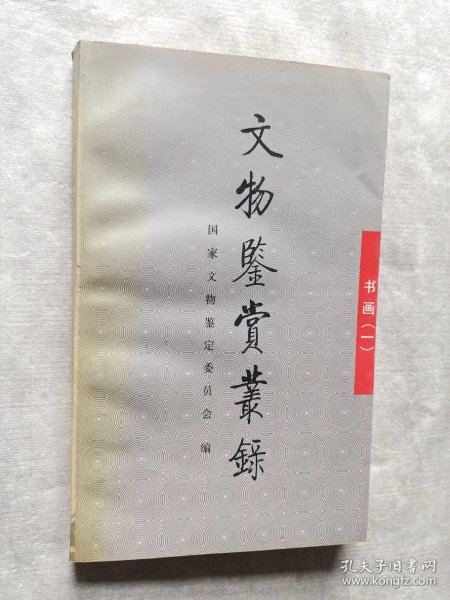 文物鑒賞叢錄
国家文物鉴定委员会 编
书画（一）
孔夫子旧书网
www.kongfz.com